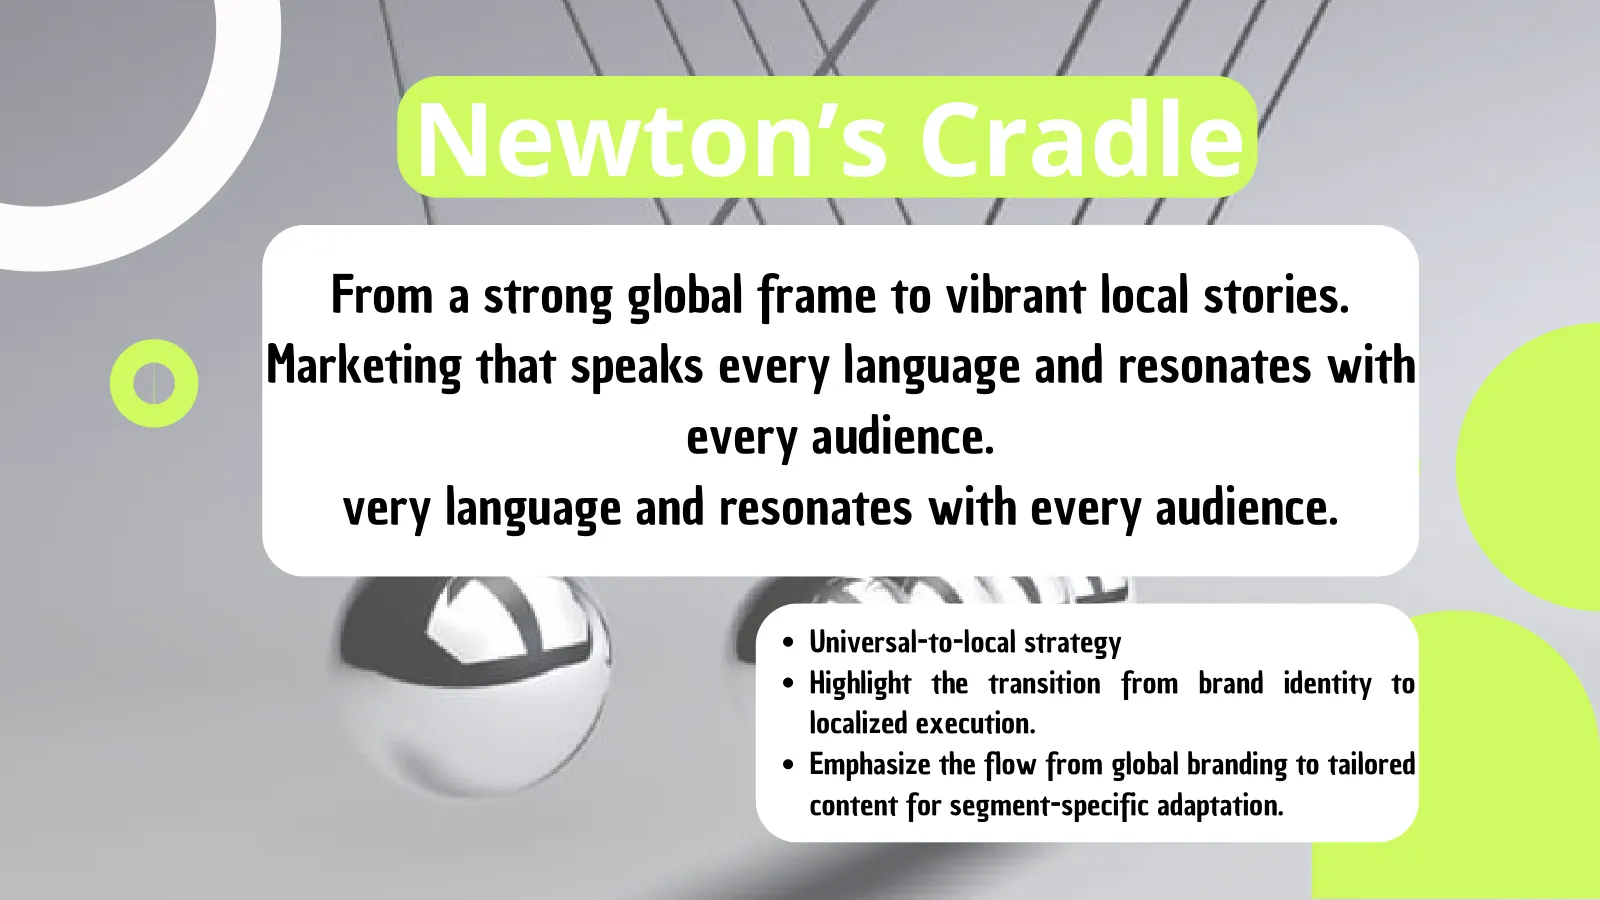 Newton’s Cradle
From a strong global frame to vibrant local stories.
Marketing that speaks every language and resonates with
every audience.
very language and resonates with every audience.
• Universal-to-local strategy
• Highlight the transition from brand identity to
localized execution.
• Emphasize the flow from global branding to tailored
content for segment-specific adaptation.